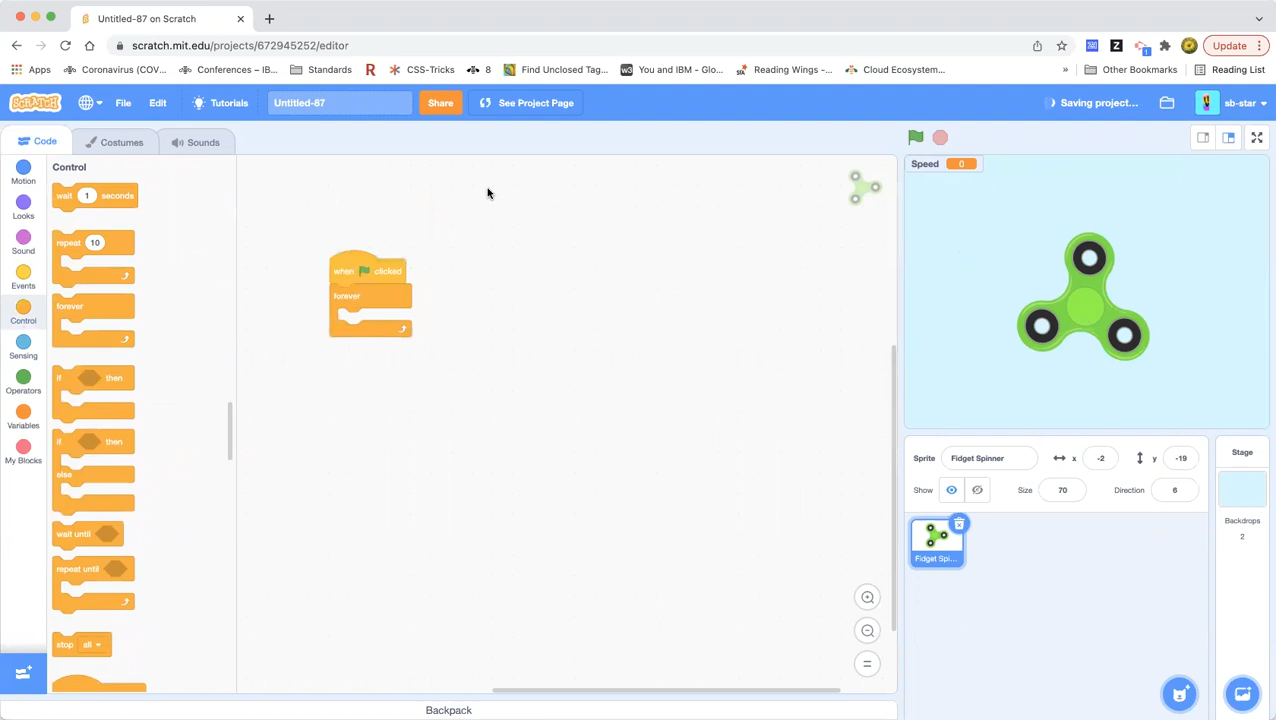 Untitled-87 on Scratch
scratch.mit.edu/projects/672945252/editor
Z
1
Update
Apps
Coronavirus (COV...
Conferences – IB...
Standards
R
CSS-Tricks
8
Find Unclosed Tag...
w3 You and IBM - Glo...
Reading Wings -...
Cloud Ecosystem...
»
Other Bookmarks
Reading List
SCRATCH
File
Edit
Tutorials
Untitled-87
Share
See Project Page
Saving project...
sb-star
Code
Costumes
Sounds
Motion
Looks
Sound
Events
Control
Sensing
Operators
Variables
My Blocks
Control
wait 1 seconds
repeat 10
forever
if then
if then
else
wait until
repeat until
stop all
when clicked
forever
Speed 0
Sprite Fidget Spinner x -2 y -19
Show Size 70 Direction 6
Fidget Spi...
Stage
Backdrops
2
Backpack